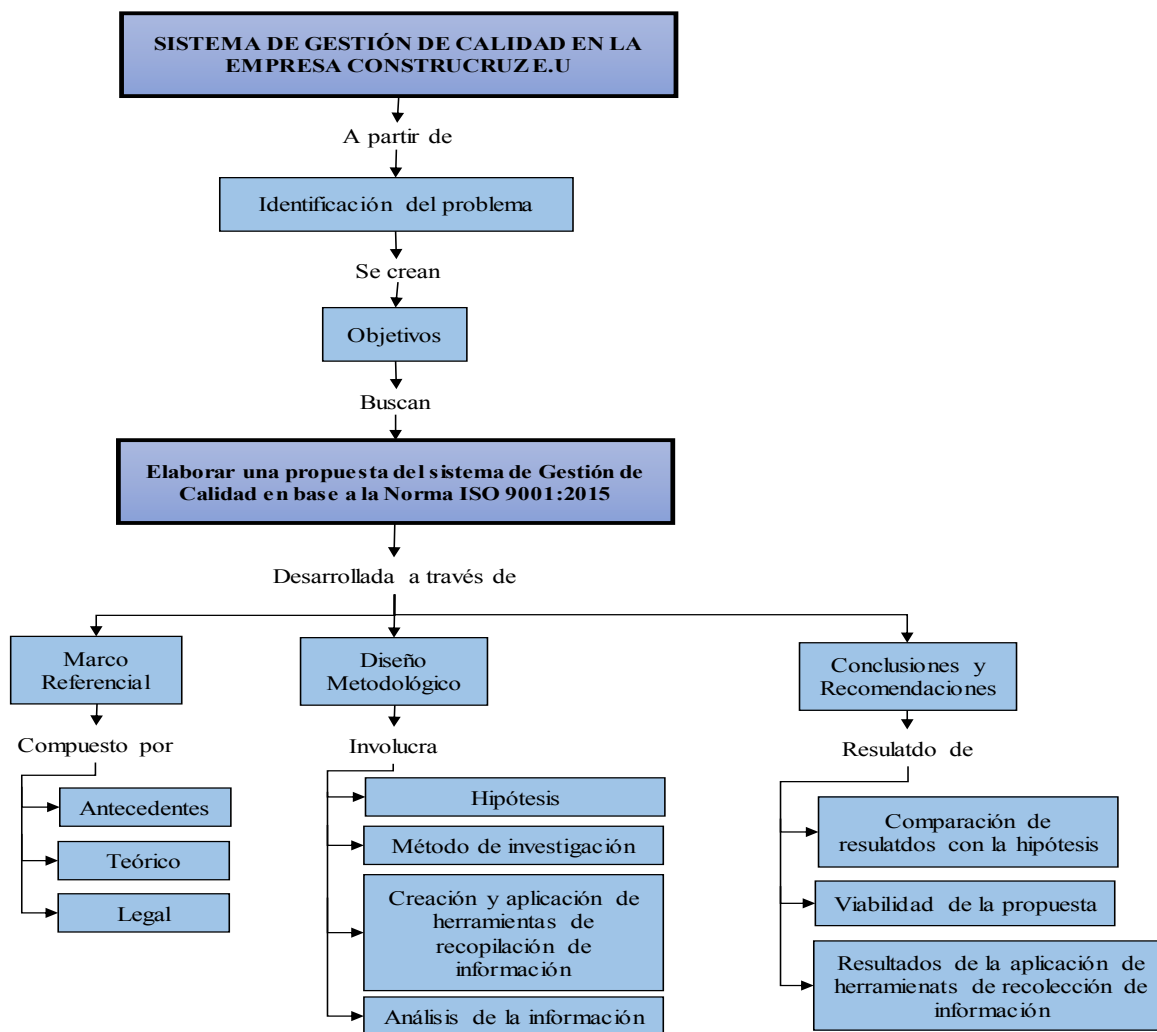 SISTEMA DE GESTIÓN DE CALIDAD EN LA
EMPRESA CONSTRUCRUZ E.U
A partir de
Identificación del problema
Se crean
Objetivos
Buscan
Elaborar una propuesta del sistema de Gestión de
Calidad en base a la Norma ISO 9001:2015
Desarrollada a través de
Marco
Referencial
Compuesto por
Antecedentes
Teórico
Legal
Diseño
Metodológico
Involucra
Hipótesis
Método de investigación
Creación y aplicación de
herramientas de
recopilación de
información
Análisis de la información
Conclusiones y
Recomendaciones
Resulatdo de
Comparación de
resulatdos con la hipótesis
Viabilidad de la propuesta
Resultados de la aplicación de
herramienats de recolección de
información